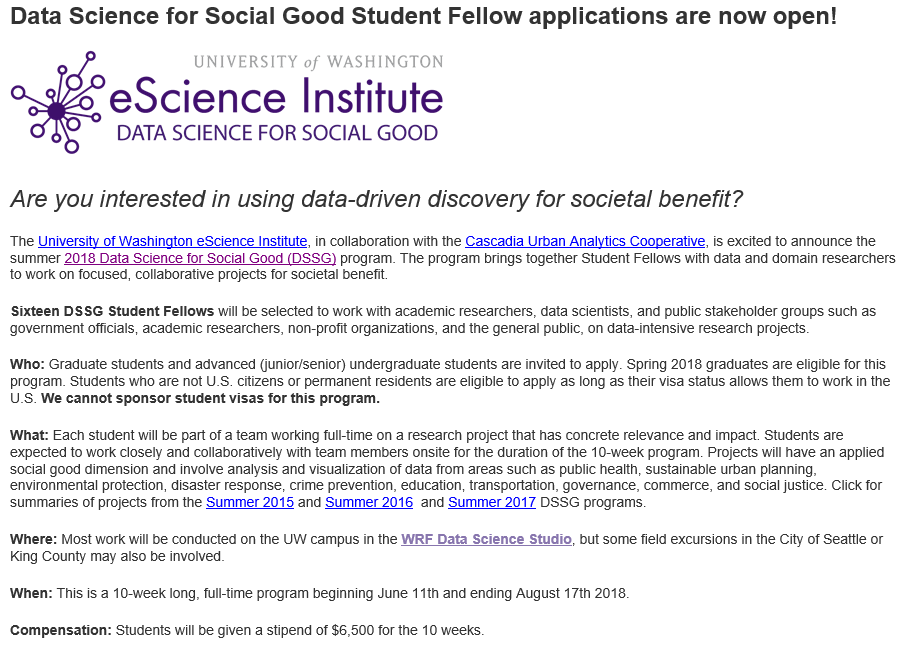 Data Science for Social Good Student Fellow applications are now open!
UNIVERSITY of WASHINGTON
eScience Institute
DATA SCIENCE FOR SOCIAL GOOD
Are you interested in using data-driven discovery for societal benefit?
The University of Washington eScience Institute, in collaboration with the Cascadia Urban Analytics Cooperative, is excited to announce the
summer 2018 Data Science for Social Good (DSSG) program. The program brings together Student Fellows with data and domain researchers
to work on focused, collaborative projects for societal benefit.
Sixteen DSSG Student Fellows will be selected to work with academic researchers, data scientists, and public stakeholder groups such as
government officials, academic researchers, non-profit organizations, and the general public, on data-intensive research projects.
Who: Graduate students and advanced (junior/senior) undergraduate students are invited to apply. Spring 2018 graduates are eligible for this
program. Students who are not U.S. citizens or permanent residents are eligible to apply as long as their visa status allows them to work in the
U.S. We cannot sponsor student visas for this program.
What: Each student will be part of a team working full-time on a research project that has concrete relevance and impact. Students are
expected to work closely and collaboratively with team members onsite for the duration of the 10-week program. Projects will have an applied
social good dimension and involve analysis and visualization of data from areas such as public health, sustainable urban planning,
environmental protection, disaster response, crime prevention, education, transportation, governance, commerce, and social justice. Click for
summaries of projects from the Summer 2015 and Summer 2016 and Summer 2017 DSSG programs.
Where: Most work will be conducted on the UW campus in the WRF Data Science Studio, but some field excursions in the City of Seattle or
King County may also be involved.
When: This is a 10-week long, full-time program beginning June 11th and ending August 17th 2018.
Compensation: Students will be given a stipend of $6,500 for the 10 weeks.